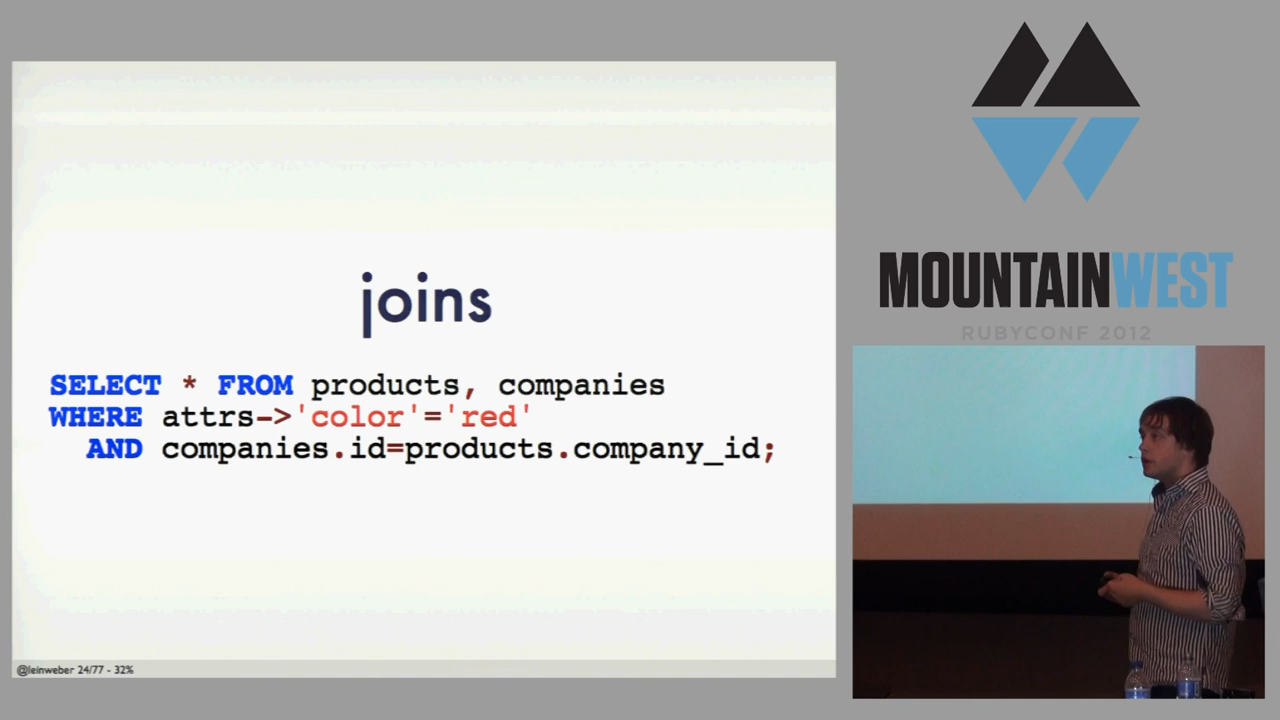 joins
SELECT * FROM products, companies
WHERE attrs->'color'='red'
AND companies.id=products.company_id;
@leinweber 24/77 - 32%
MOUNTAINWEST
RUBYCONF 2012